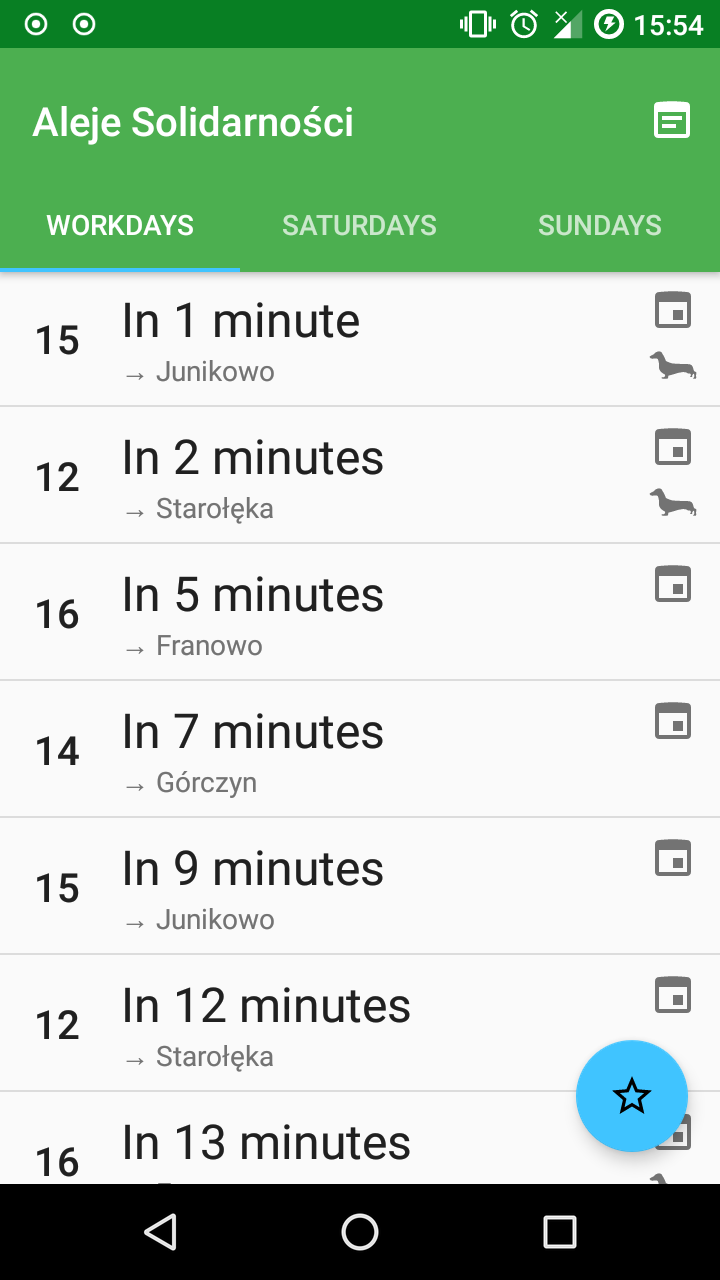 15:54
Aleje Solidarności
WORKDAYS SATURDAYS SUNDAYS
15 In 1 minute
→ Junikowo
12 In 2 minutes
→ Starołęka
16 In 5 minutes
→ Franowo
14 In 7 minutes
→ Górczyn
15 In 9 minutes
→ Junikowo
12 In 12 minutes
→ Starołęka
16 In 13 minutes